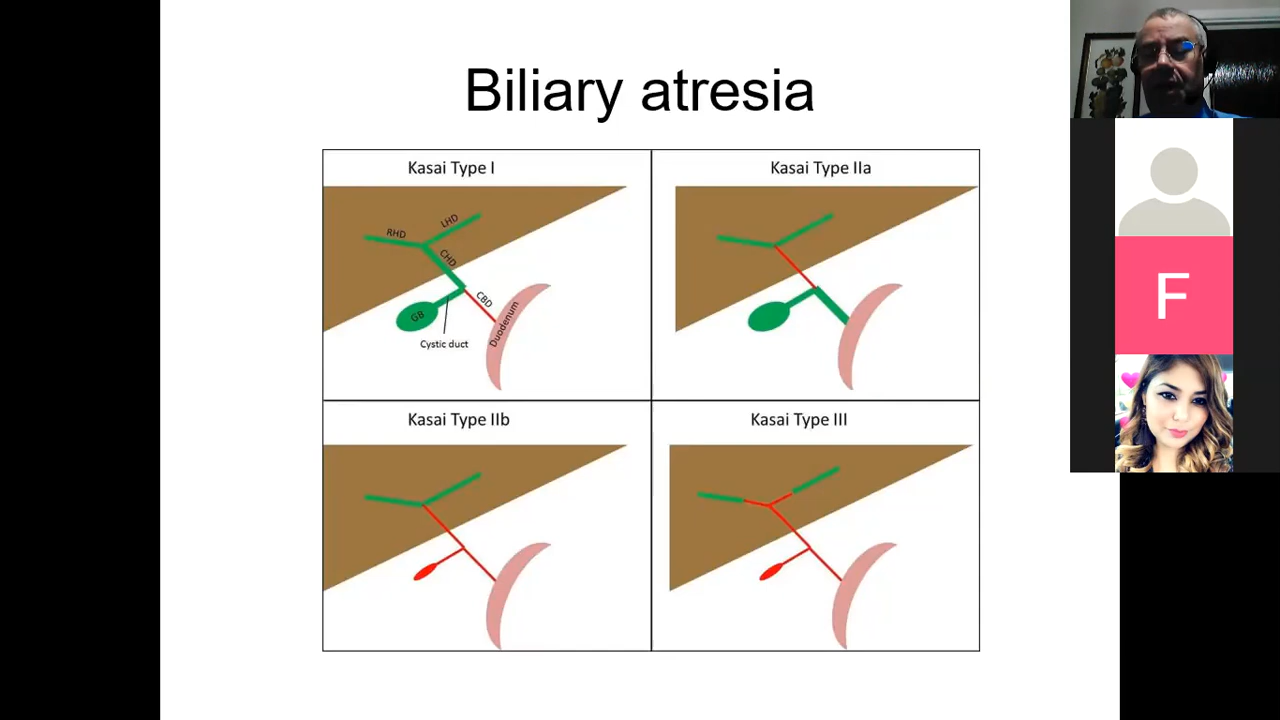 Biliary atresia
Kasai Type I
Kasai Type IIa
LHD
RHD
CHD
CBD
GB
Duodenum
Cystic duct
Kasai Type IIb
Kasai Type III
F